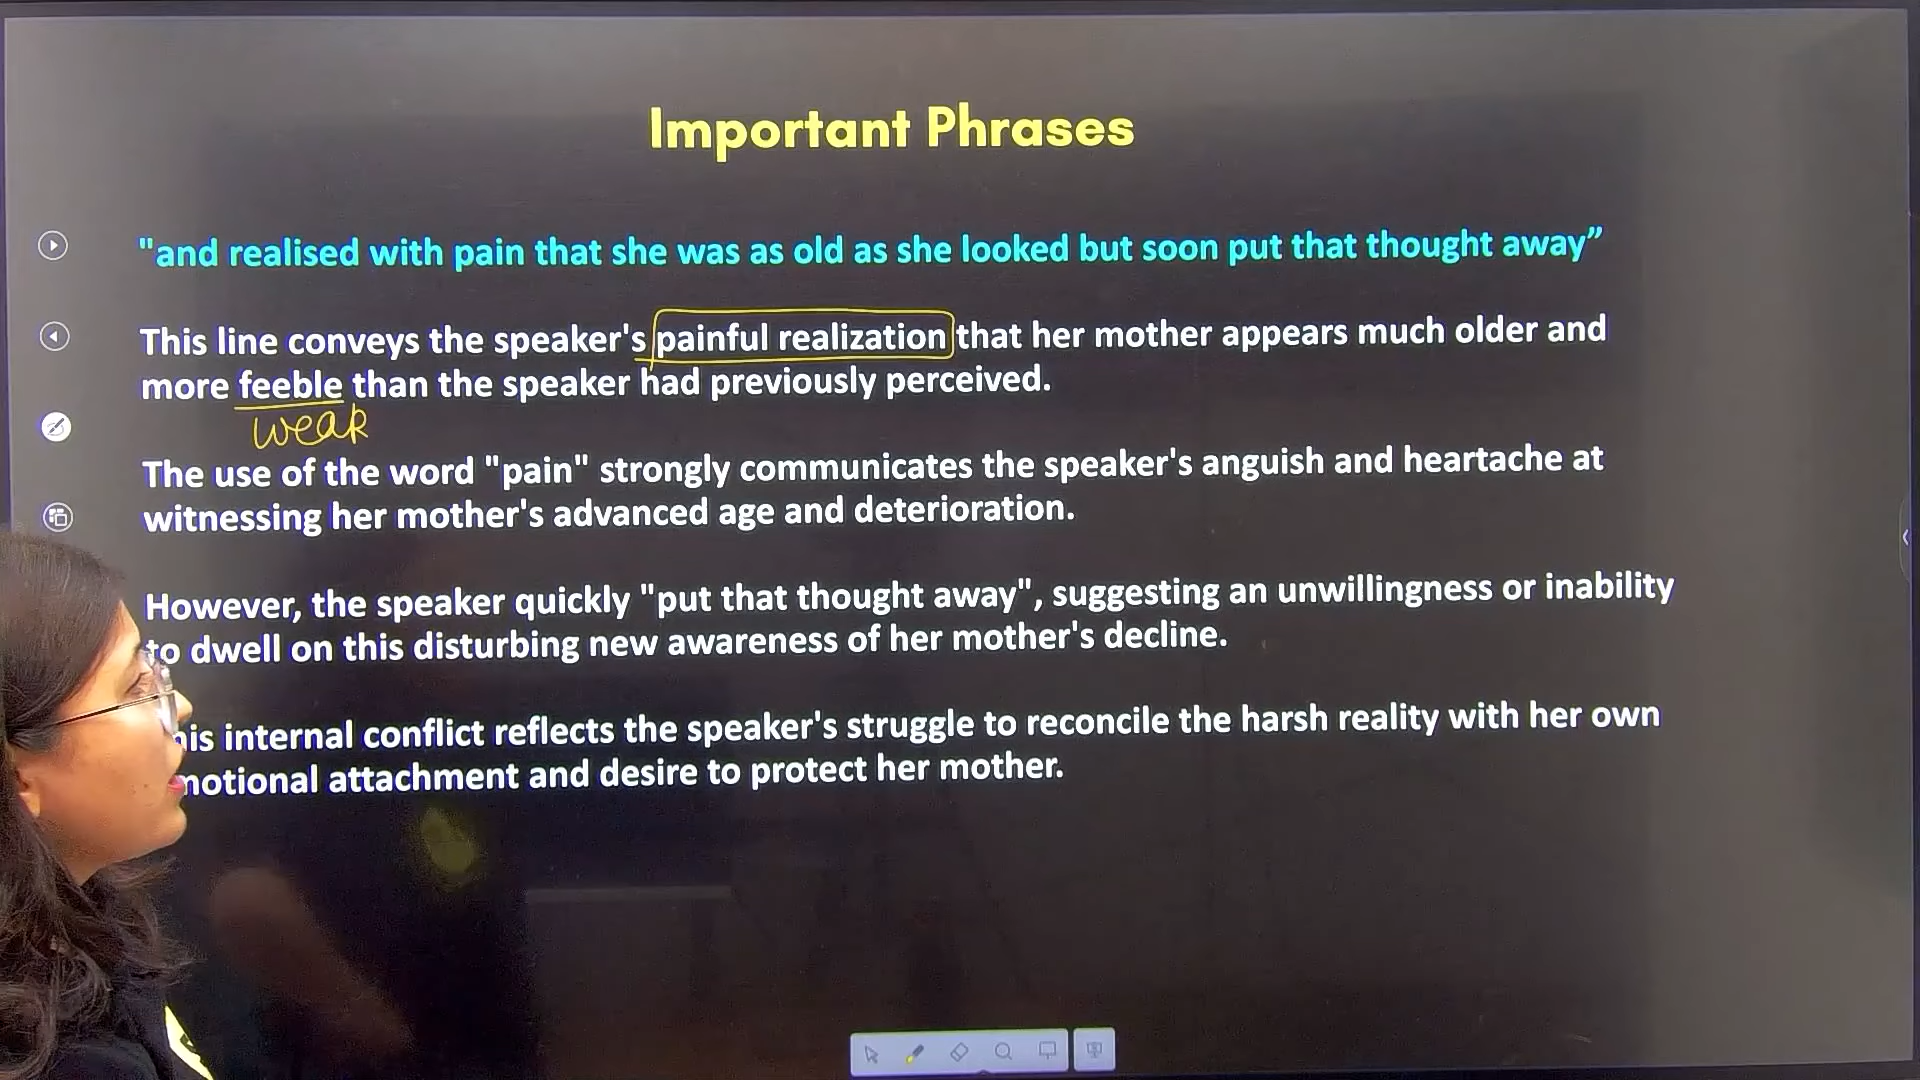 Important Phrases
"and realised with pain that she was as old as she looked but soon put that thought away”
This line conveys the speaker's painful realization that her mother appears much older and
more feeble than the speaker had previously perceived.
weak
The use of the word "pain" strongly communicates the speaker's anguish and heartache at
witnessing her mother's advanced age and deterioration.
However, the speaker quickly "put that thought away", suggesting an unwillingness or inability
to dwell on this disturbing new awareness of her mother's decline.
internal conflict reflects the speaker's struggle to reconcile the harsh reality with her own
attachment and desire to protect her mother.